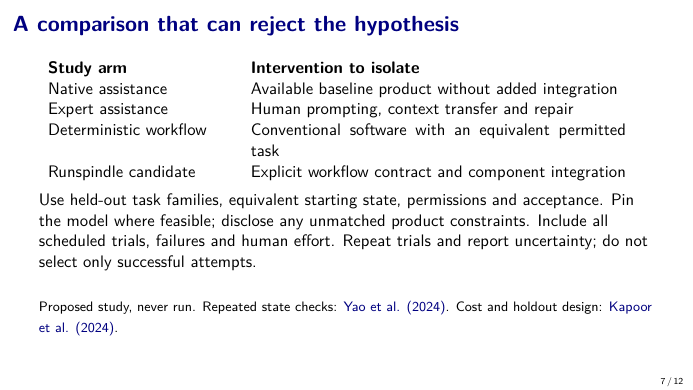 A comparison that can reject the hypothesis
Study arm Intervention to isolate
Native assistance Available baseline product without added integration
Expert assistance Human prompting, context transfer and repair
Deterministic workflow Conventional software with an equivalent permitted
task
Runspindle candidate Explicit workflow contract and component integration
Use held-out task families, equivalent starting state, permissions and acceptance. Pin
the model where feasible; disclose any unmatched product constraints. Include all
scheduled trials, failures and human effort. Repeat trials and report uncertainty; do not
select only successful attempts.
Proposed study, never run. Repeated state checks: Yao et al. (2024). Cost and holdout design: Kapoor
et al. (2024).
7 / 12